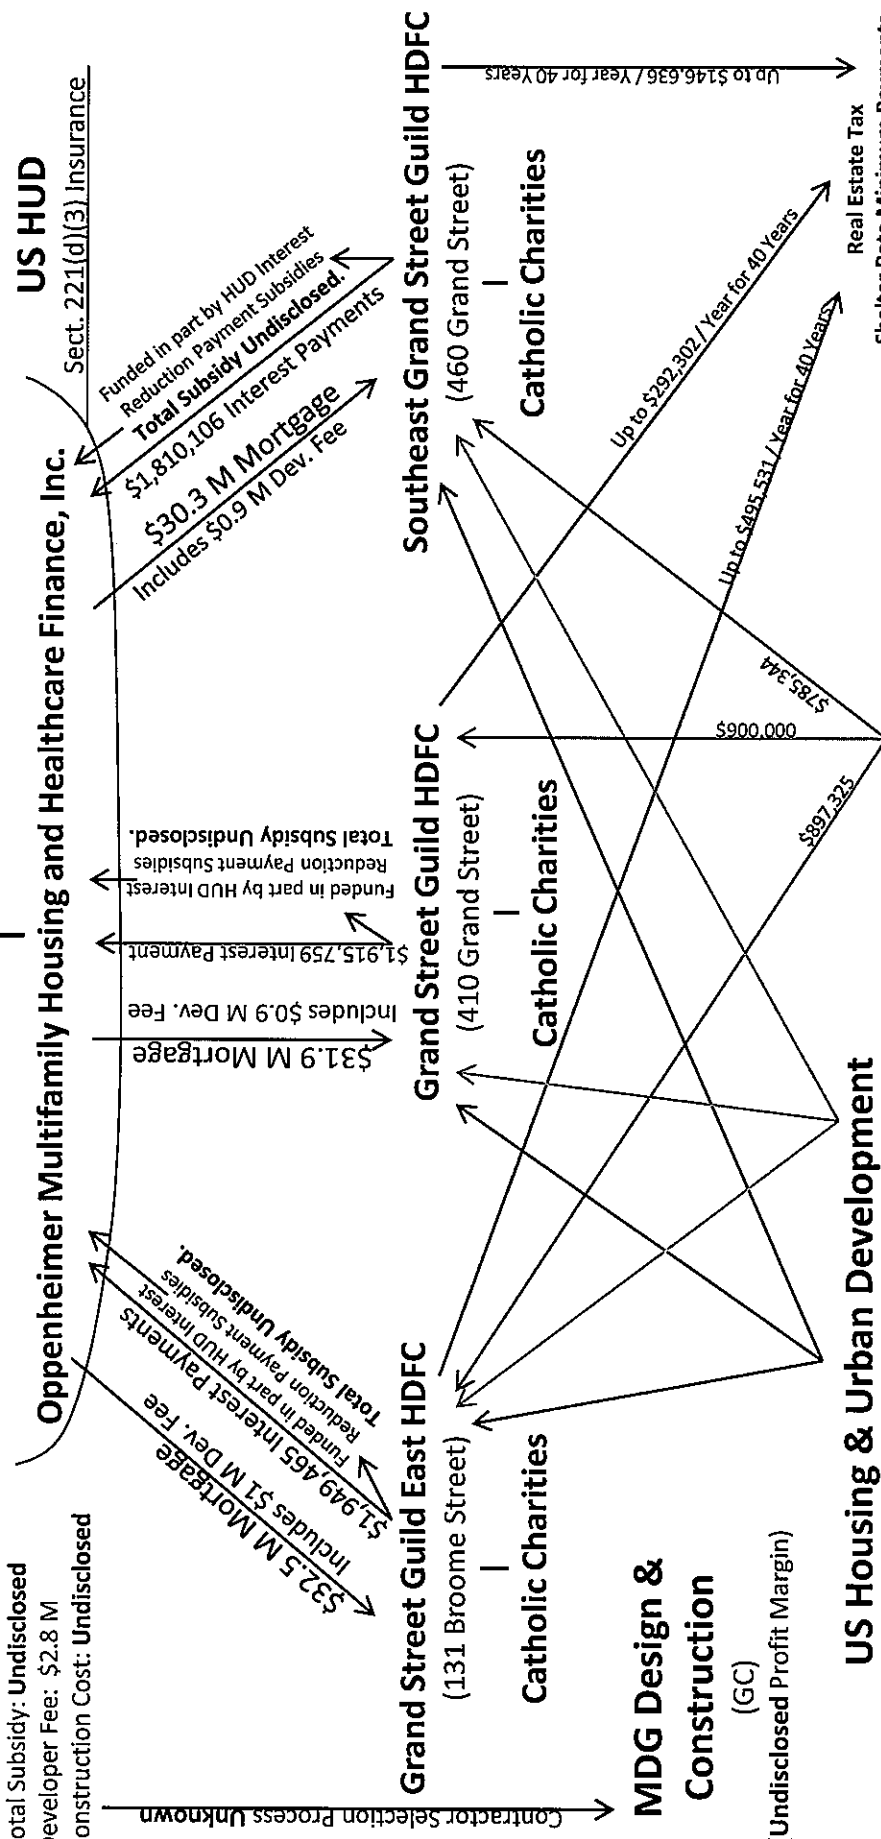 otal Subsidy: Undisclosed
eveloper Fee: $2.8 M
onstruction Cost: Undisclosed
Oppenheimer Multifamily Housing and Healthcare Finance, Inc.
US HUD
Sect. 221(d)(3) Insurance
$32.5 M Mortgage
Includes $1 M Dev. Fee
$1,949,465 Interest Payments
Funded in part by HUD Interest
Reduction Payment Subsidies
Total Subsidy Undisclosed.
$31.9 M Mortgage
Includes $0.9 M Dev. Fee
$1,915,759 Interest Payment
Funded in part by HUD Interest
Reduction Payment Subsidies
Total Subsidy Undisclosed.
Funded in part by HUD Interest
Reduction Payment Subsidies
Total Subsidy Undisclosed.
$1,810,106 Interest Payments
$30.3 M Mortgage
Includes $0.9 M Dev. Fee
Contractor Selection Process Unknown
Grand Street Guild East HDFC
(131 Broome Street)
Catholic Charities
Grand Street Guild HDFC
(410 Grand Street)
Catholic Charities
Southeast Grand Street Guild HDFC
(460 Grand Street)
Catholic Charities
Up to $146,636 / Year for 40 Years
Up to $292,302 / Year for 40 Years
Up to $495,531 / Year for 40 Years
$785,344
$900,000
$897,325
MDG Design &
Construction
(GC)
(Undisclosed Profit Margin)
US Housing & Urban Development
Real Estate Tax
Shelter Rate Minimum Payments